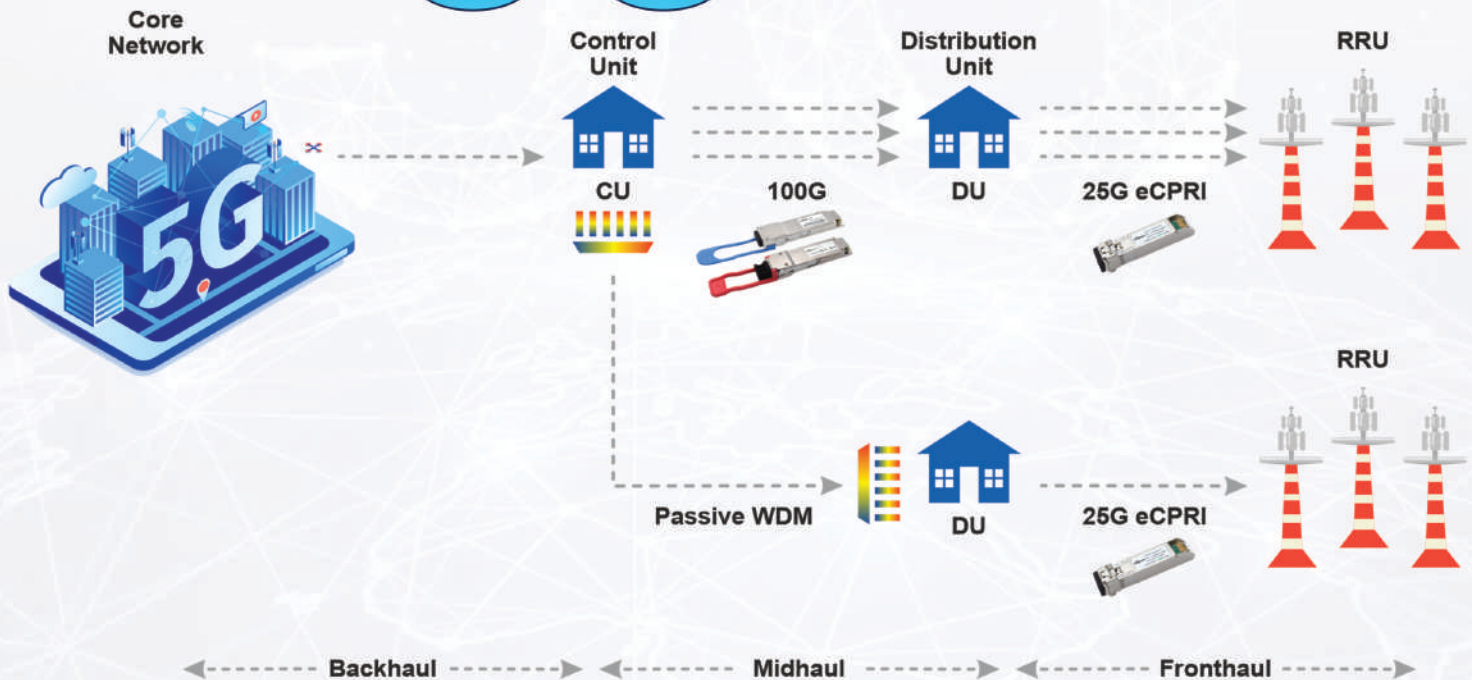 Core
Network
Control
Unit
Distribution
Unit
RRU
5G
CU
100G
DU
25G eCPRI
RRU
Passive WDM
DU
25G eCPRI
Backhaul
Midhaul
Fronthaul